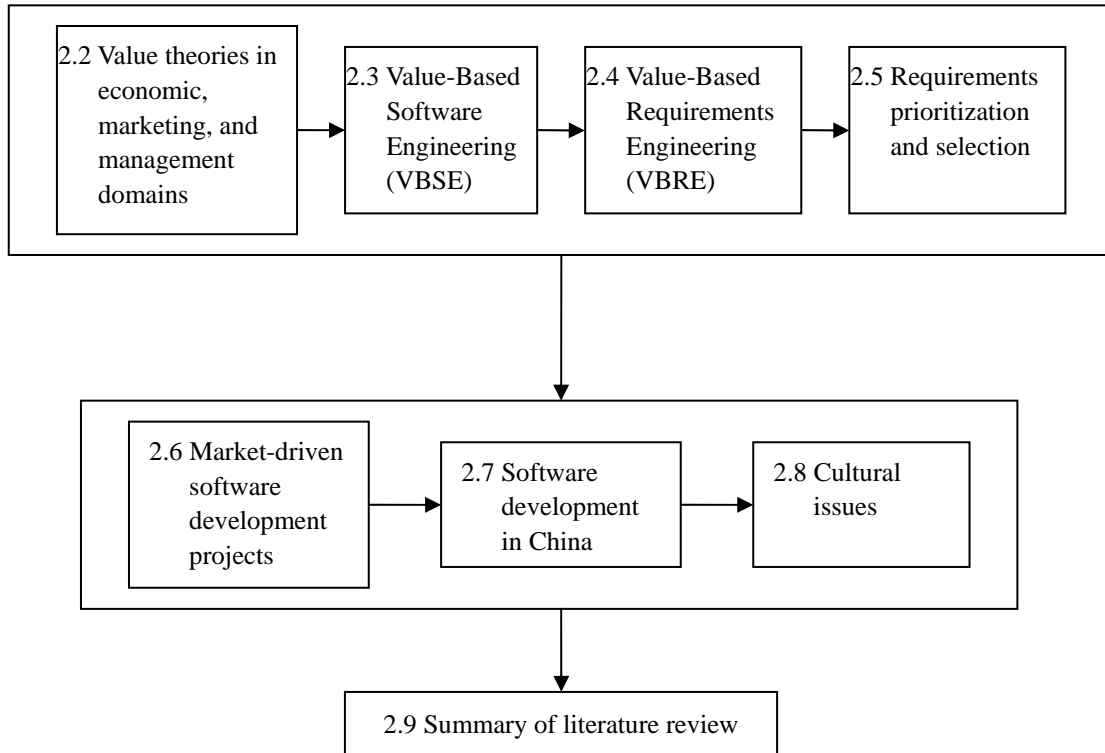 2.2 Value theories in
economic,
marketing, and
management
domains
2.3 Value-Based
Software
Engineering
(VBSE)
2.4 Value-Based
Requirements
Engineering
(VBRE)
2.5 Requirements
prioritization
and selection
2.6 Market-driven
software
development
projects
2.7 Software
development
in China
2.8 Cultural
issues
2.9 Summary of literature review